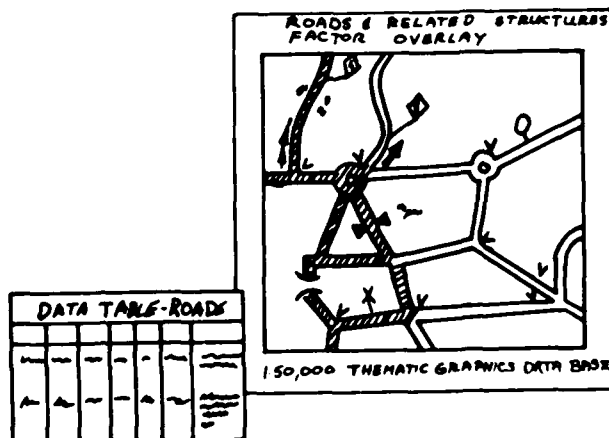 ROADS & RELATED STRUCTURES
FACTOR OVERLAY
1:50,000 THEMATIC GRAPHICS DATA BASE
DATA TABLE-ROADS